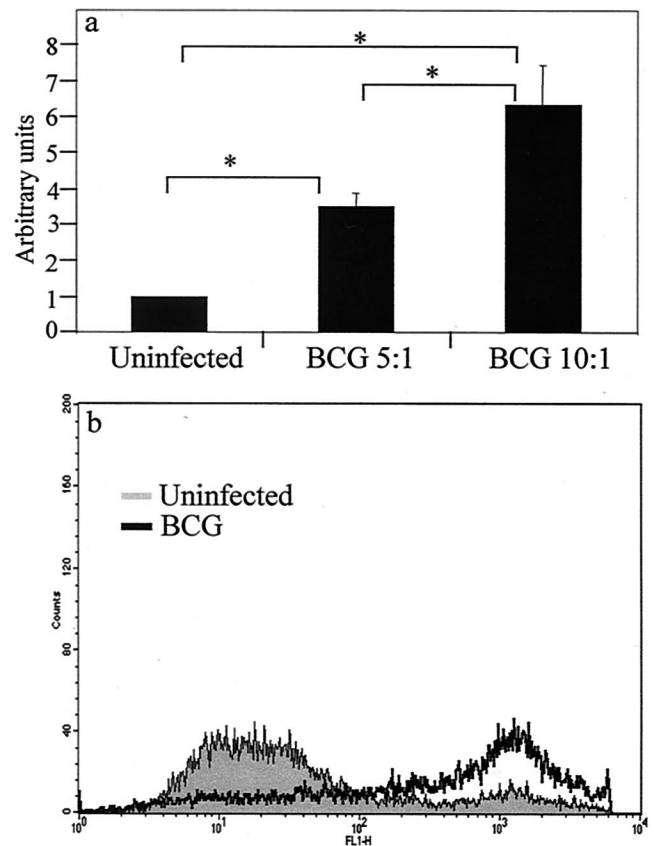 a
Arbitrary units
8
7
6
5
4
3
2
1
0
*
*
*
Uninfected BCG 5:1 BCG 10:1
b
Counts
200
160
120
80
40
0
Uninfected
BCG
10⁰ 10¹ 10² 10³ 10⁴
FL1-H